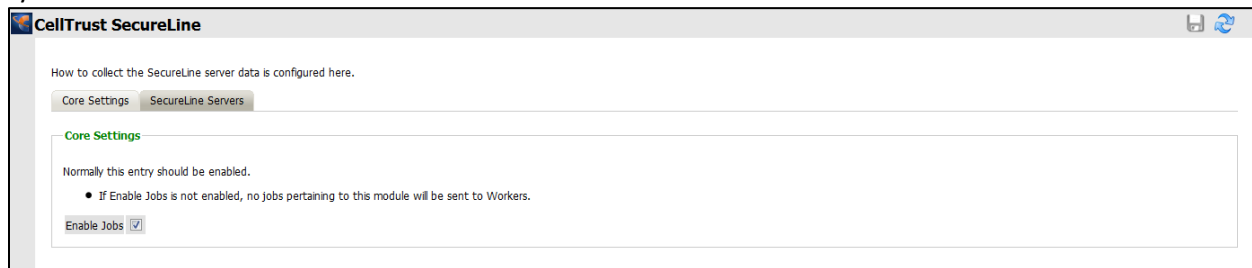 CellTrust SecureLine
How to collect the SecureLine server data is configured here.
Core Settings SecureLine Servers
Core Settings
Normally this entry should be enabled.
• If Enable Jobs is not enabled, no jobs pertaining to this module will be sent to Workers.
Enable Jobs